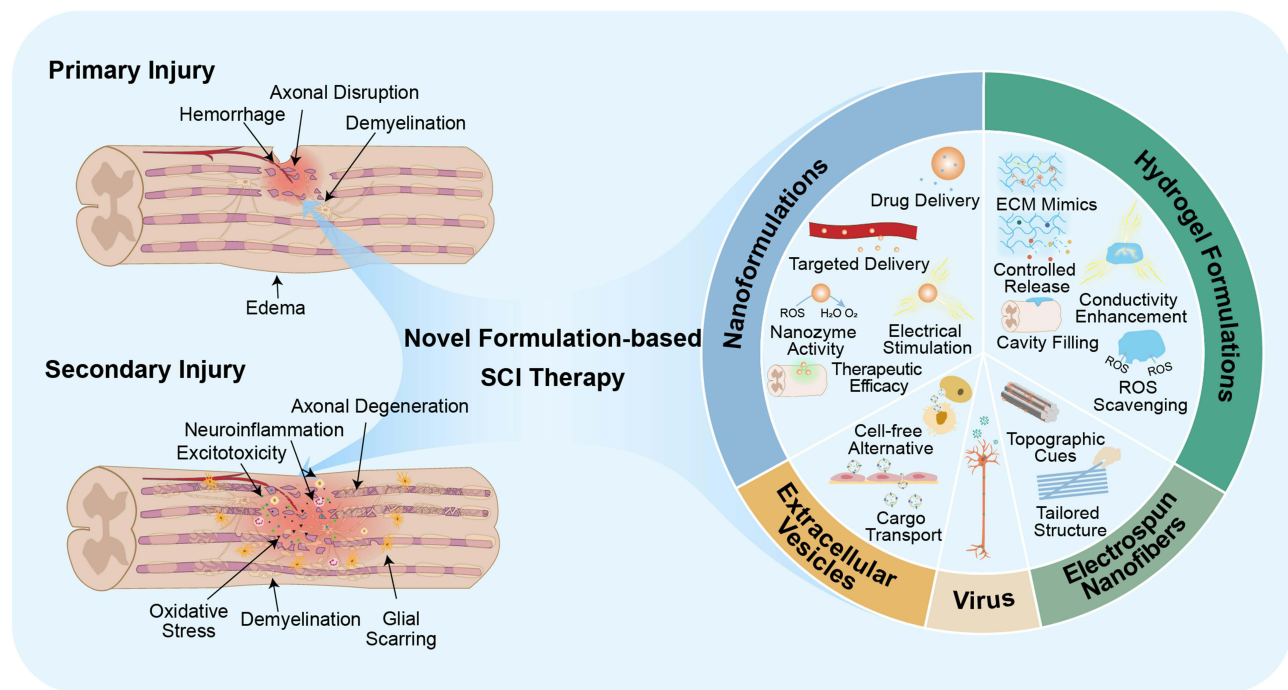 Primary Injury
Axonal Disruption
Hemorrhage
Demyelination
Edema
Secondary Injury
Axonal Degeneration
Neuroinflammation
Excitotoxicity
Oxidative
Stress
Demyelination
Glial
Scarring
Novel Formulation-based
SCI Therapy
Nanoformulations
Drug Delivery
Targeted Delivery
ROS
H₂O O₂
Nanozyme
Activity
Electrical
Stimulation
Therapeutic
Efficacy
Hydrogel Formulations
ECM Mimics
Controlled
Release
Conductivity
Enhancement
Cavity Filling
ROS
ROS
ROS
Scavenging
Extracellular
Vesicles
Cell-free
Alternative
Cargo
Transport
Virus
Electrospun
Nanofibers
Topographic
Cues
Tailored
Structure